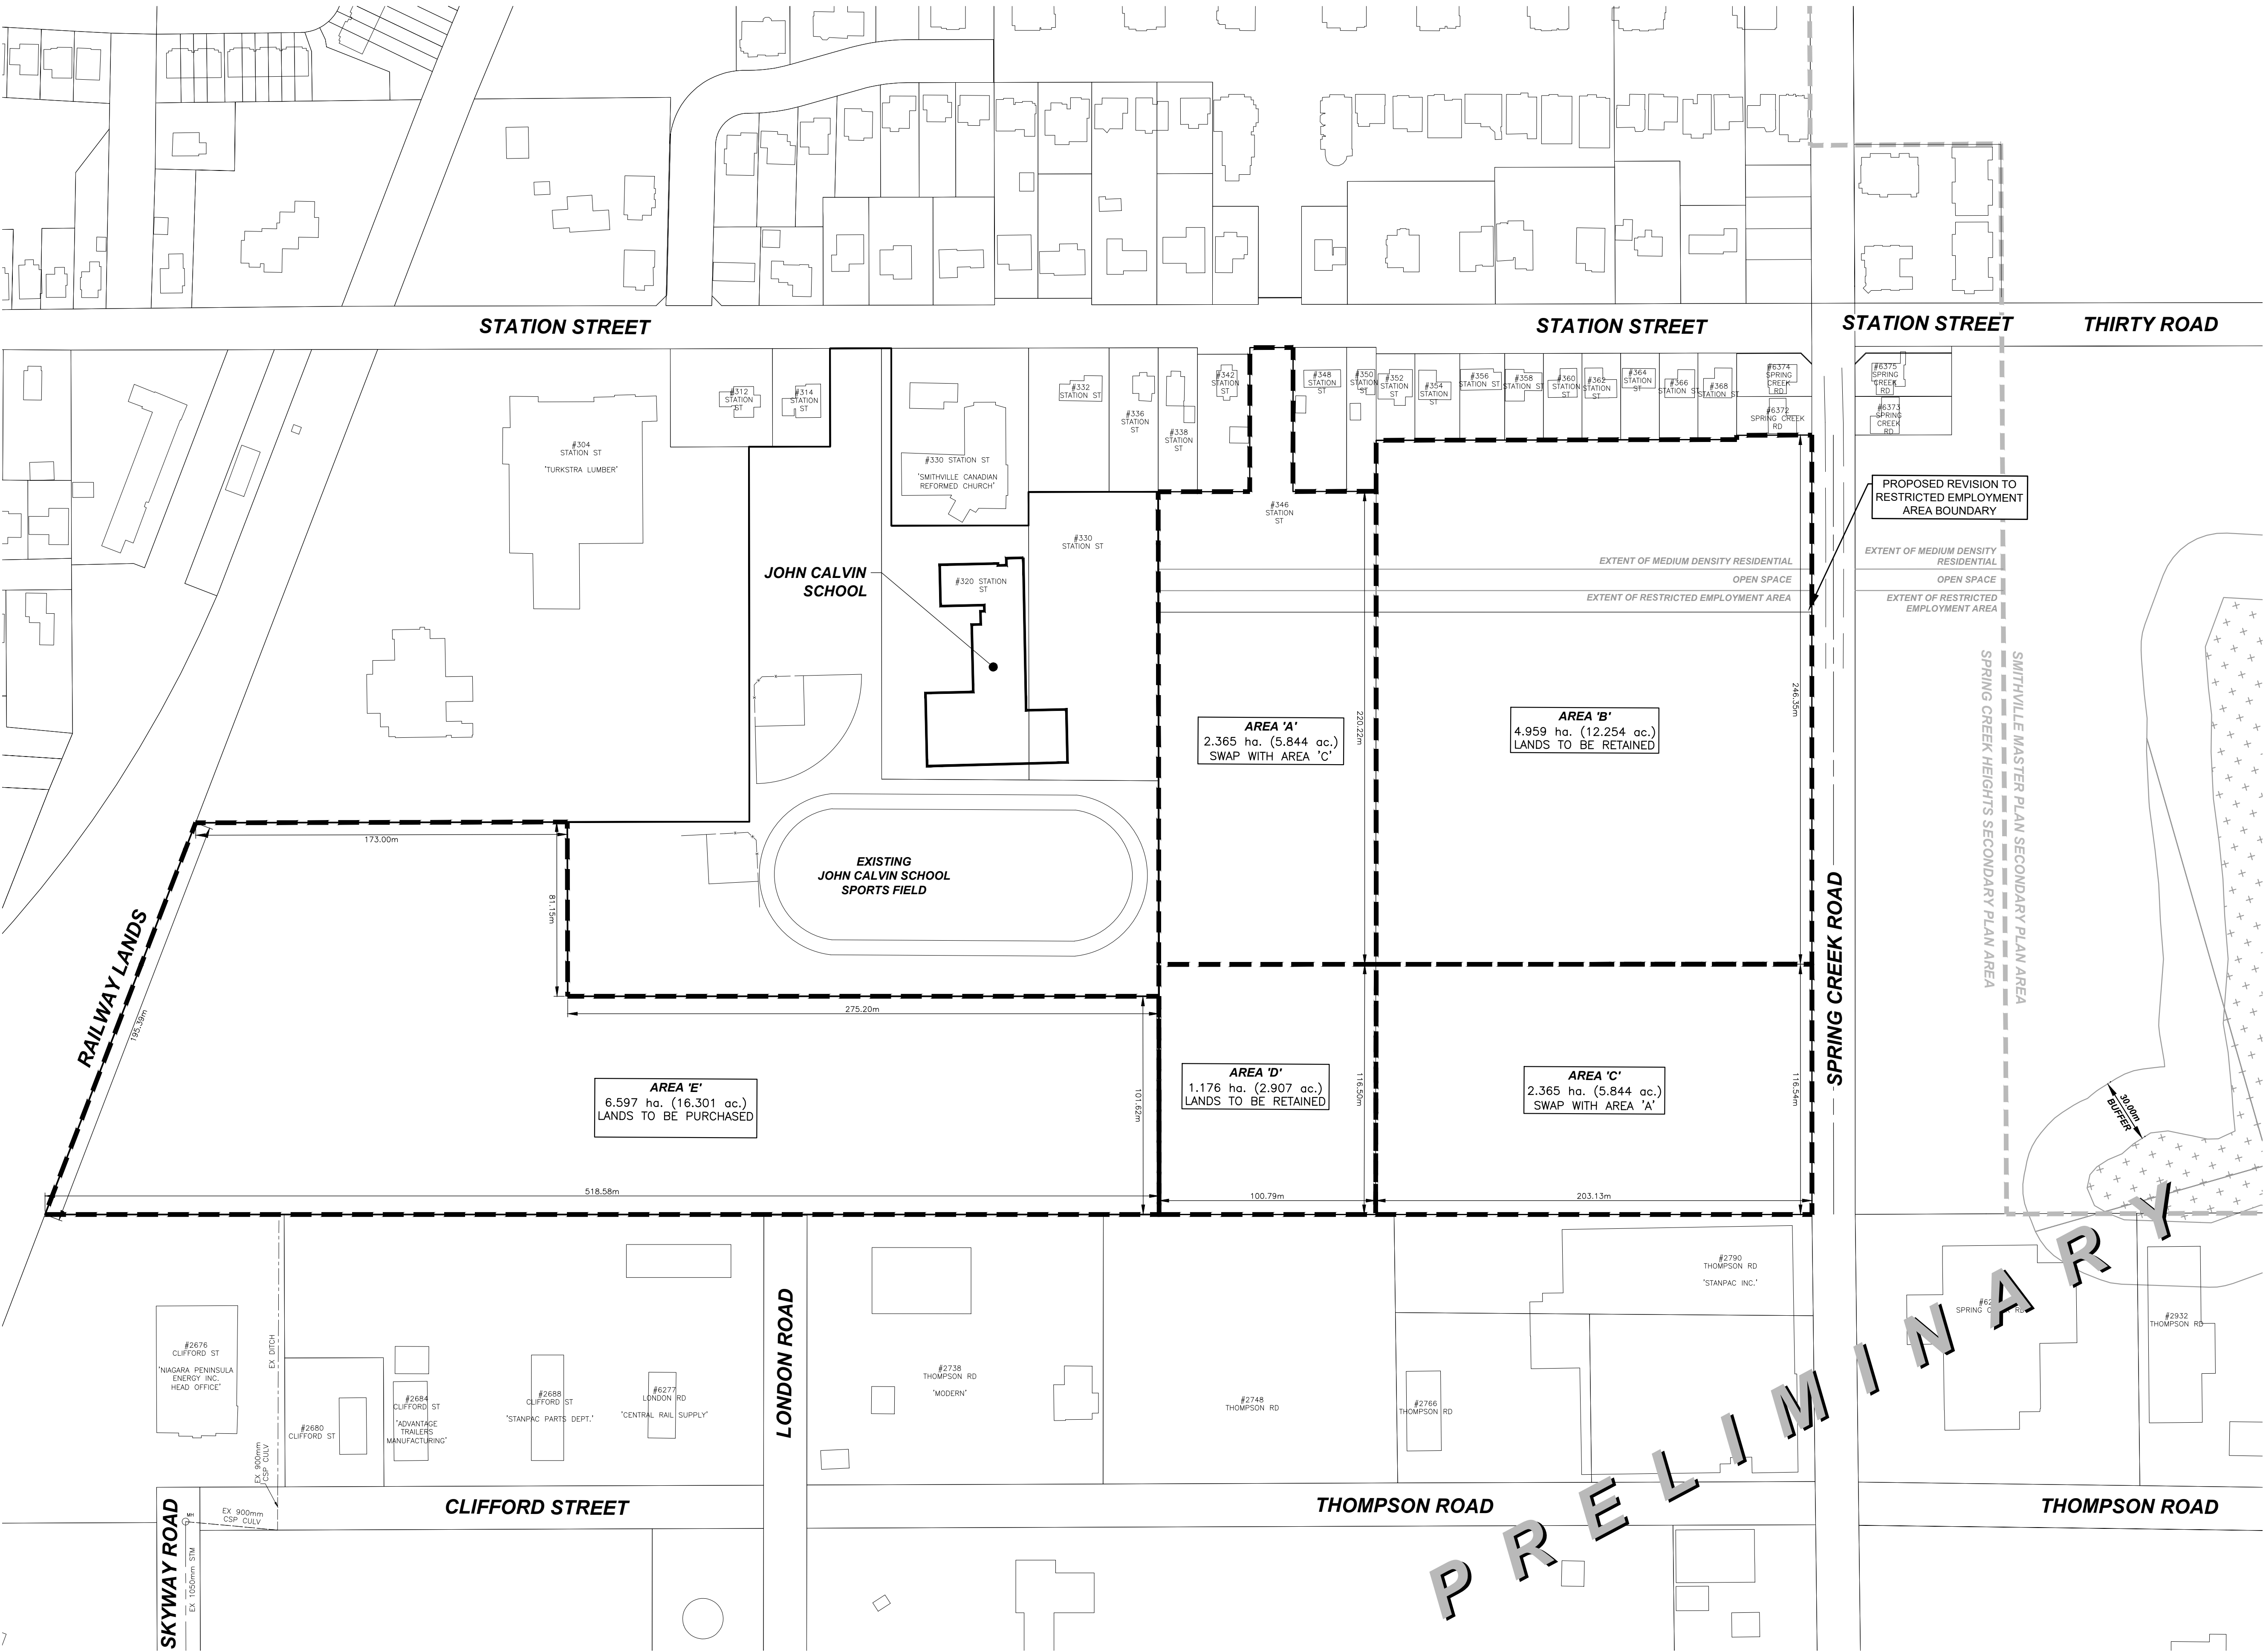 STATION STREET
STATION STREET
STATION STREET
THIRTY ROAD
#304
STATION ST
'TURKSTRA LUMBER'
#312
STATION
ST
#314
STATION
ST
#330 STATION ST
'SMITHVILLE CANADIAN
REFORMED CHURCH'
#332
STATION ST
#336
STATION
ST
#338
STATION
ST
#342
STATION
ST
#346
STATION
ST
#348
STATION
ST
#350
STATION
ST
#352
STATION
ST
#354
STATION
ST
#356
STATION ST
#358
STATION ST
#360
STATION
ST
#362
STATION
ST
#364
STATION
ST
#366
STATION ST
#368
STATION ST
#6374
SPRING
CREEK
RD
#6372
SPRING CREEK
RD
#6375
SPRING
CREEK
RD
#6373
SPRING
CREEK
RD
PROPOSED REVISION TO
RESTRICTED EMPLOYMENT
AREA BOUNDARY
#330
STATION ST
#320 STATION
ST
JOHN CALVIN
SCHOOL
EXTENT OF MEDIUM DENSITY RESIDENTIAL
OPEN SPACE
EXTENT OF RESTRICTED EMPLOYMENT AREA
EXTENT OF MEDIUM DENSITY
RESIDENTIAL
OPEN SPACE
EXTENT OF RESTRICTED
EMPLOYMENT AREA
SPRING CREEK HEIGHTS SECONDARY PLAN AREA
SMITHVILLE MASTER PLAN SECONDARY PLAN AREA
AREA 'A'
2.365 ha. (5.844 ac.)
SWAP WITH AREA 'C'
220.22m
AREA 'B'
4.959 ha. (12.254 ac.)
LANDS TO BE RETAINED
246.35m
173.00m
81.15m
EXISTING
JOHN CALVIN SCHOOL
SPORTS FIELD
RAILWAY LANDS
195.39m
275.20m
AREA 'E'
6.597 ha. (16.301 ac.)
LANDS TO BE PURCHASED
101.62m
AREA 'D'
1.176 ha. (2.907 ac.)
LANDS TO BE RETAINED
116.50m
AREA 'C'
2.365 ha. (5.844 ac.)
SWAP WITH AREA 'A'
116.54m
SPRING CREEK ROAD
30.00m
BUFFER
518.58m
100.79m
203.13m
#2676
CLIFFORD ST
'NIAGARA PENINSULA
ENERGY INC.
HEAD OFFICE'
EX DITCH
EX 900mm
CSP CULV
#2680
CLIFFORD ST
#2684
CLIFFORD ST
'ADVANTAGE
TRAILERS
MANUFACTURING'
#2688
CLIFFORD ST
'STANPAC PARTS DEPT.'
#6277
LONDON RD
'CENTRAL RAIL SUPPLY'
LONDON ROAD
#2738
THOMPSON RD
'MODERN'
#2748
THOMPSON RD
#2766
THOMPSON RD
#2790
THOMPSON RD
'STANPAC INC.'
SPRING
RD
#2932
THOMPSON RD
SKYWAY ROAD
MH
EX 900mm
CSP CULV
EX 1050mm STM
CLIFFORD STREET
THOMPSON ROAD
THOMPSON ROAD
PRELIMINARY